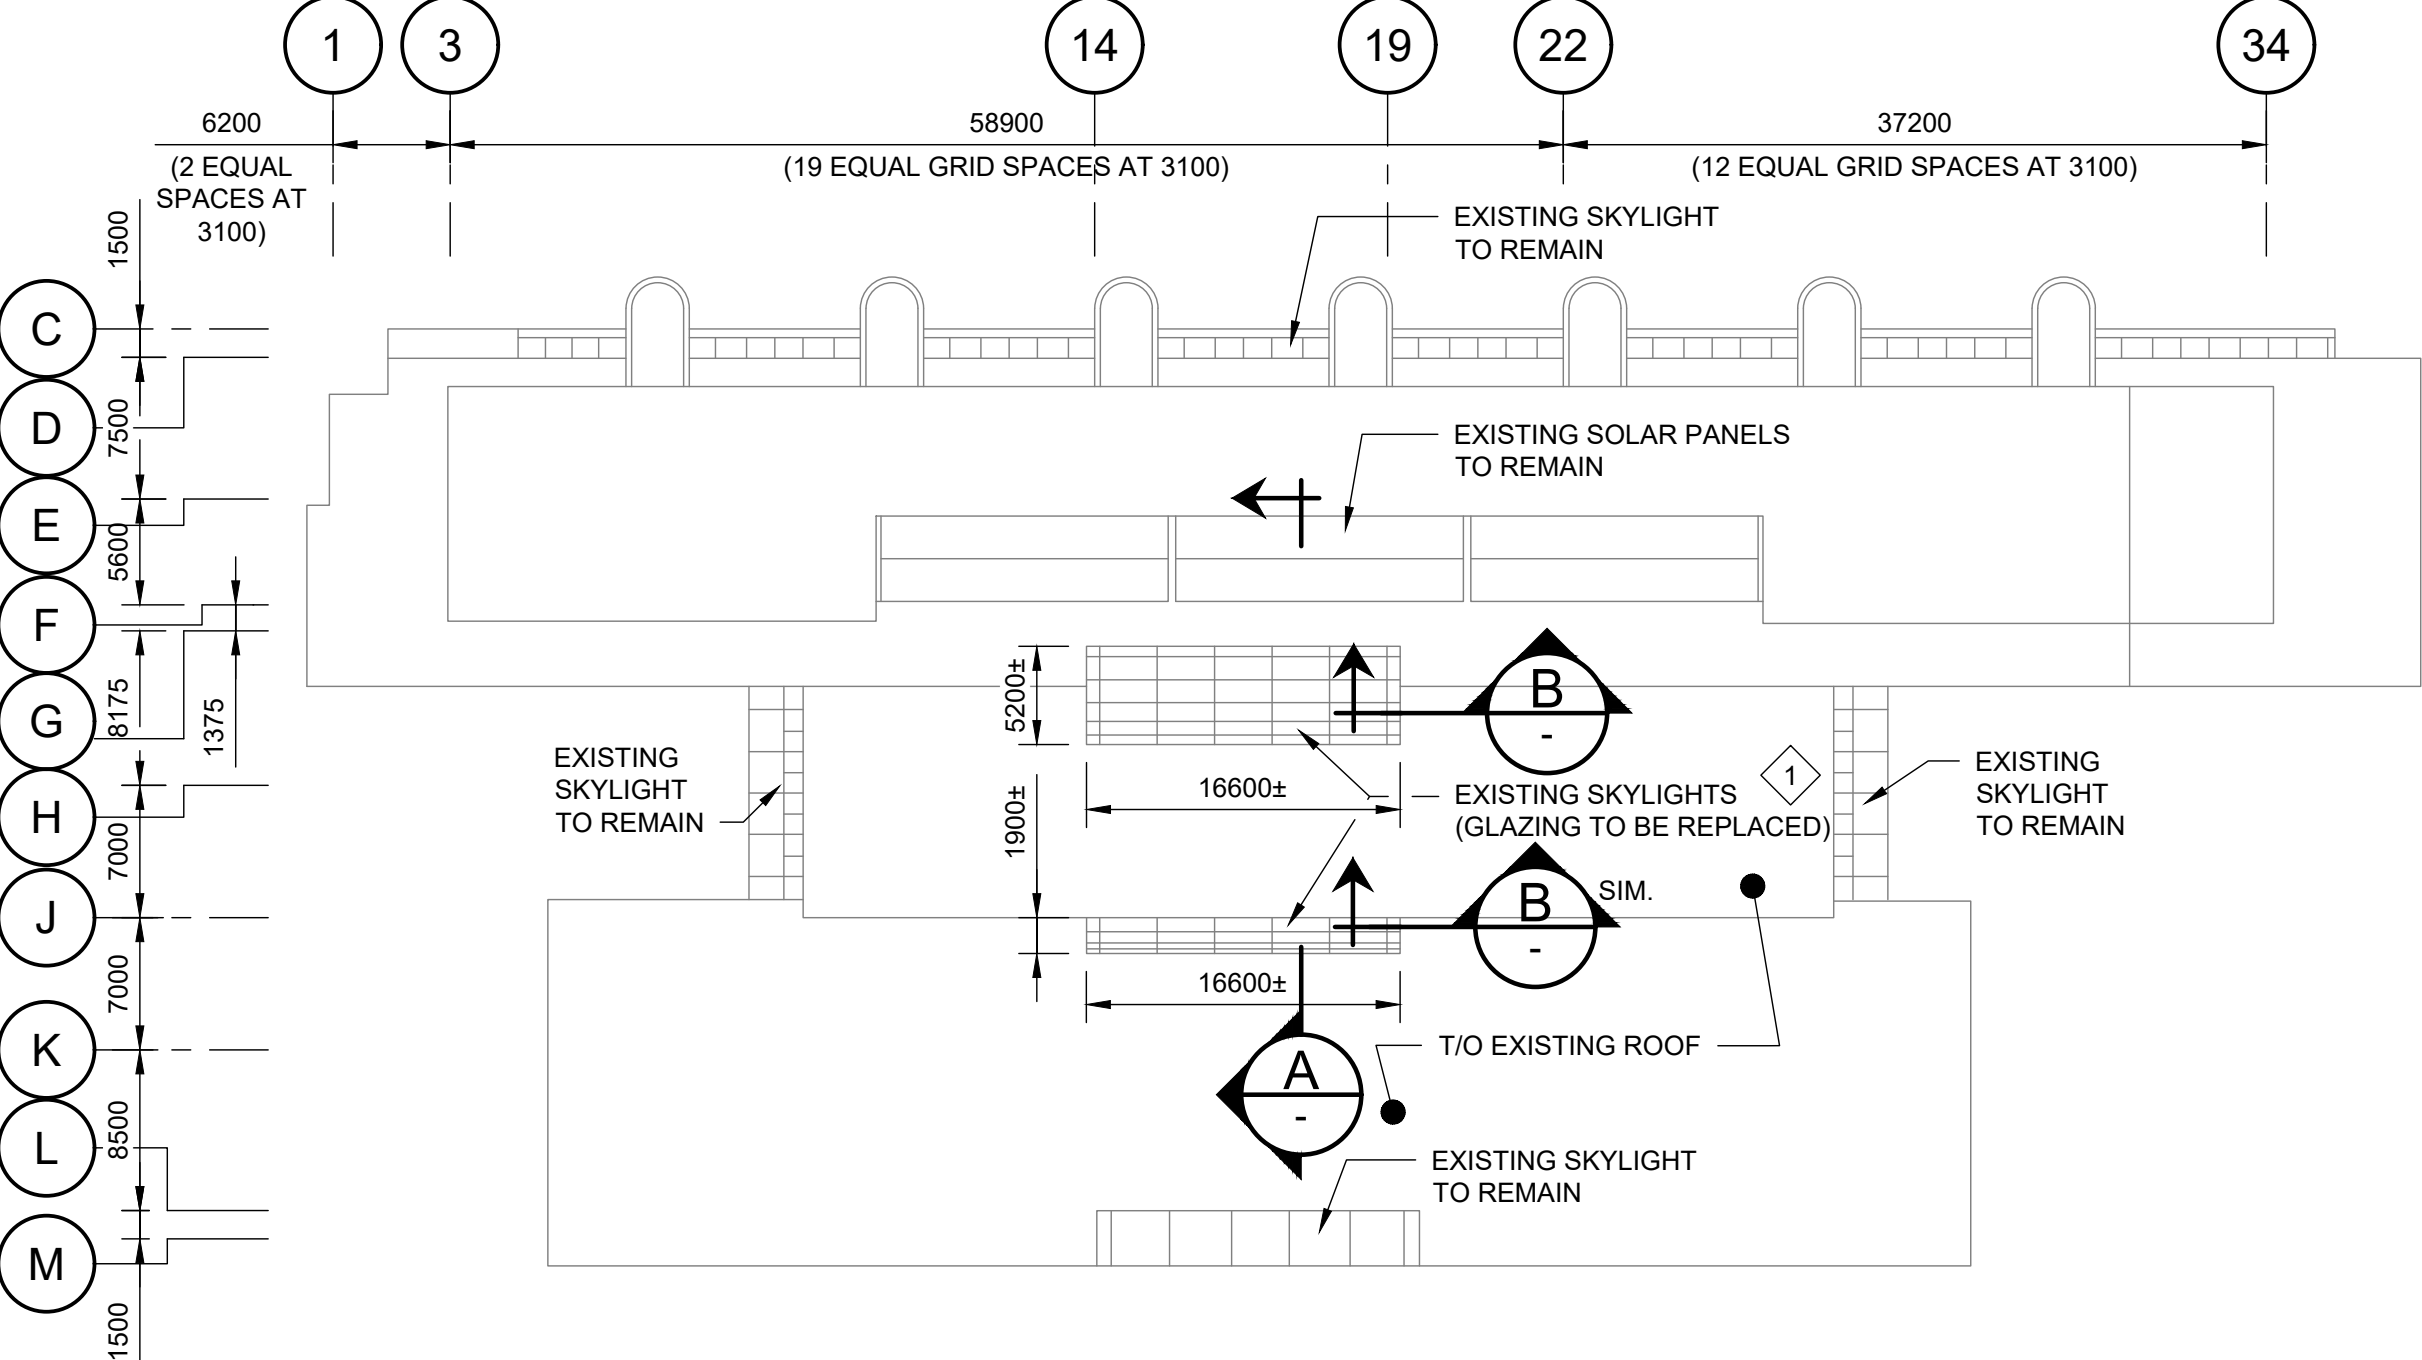 1
3
14
19
22
34
6200
58900
37200
(2 EQUAL
SPACES AT
3100)
(19 EQUAL GRID SPACES AT 3100)
(12 EQUAL GRID SPACES AT 3100)
1500
EXISTING SKYLIGHT
TO REMAIN
C
D
7500
EXISTING SOLAR PANELS
TO REMAIN
E
5600
F
G
8175
1375
5200±
B
-
EXISTING
SKYLIGHT
TO REMAIN
16600±
1
EXISTING SKYLIGHTS
(GLAZING TO BE REPLACED)
EXISTING
SKYLIGHT
TO REMAIN
H
7000
1900±
B
-
SIM.
J
7000
16600±
K
A
-
T/O EXISTING ROOF
8500
L
EXISTING SKYLIGHT
TO REMAIN
M
1500